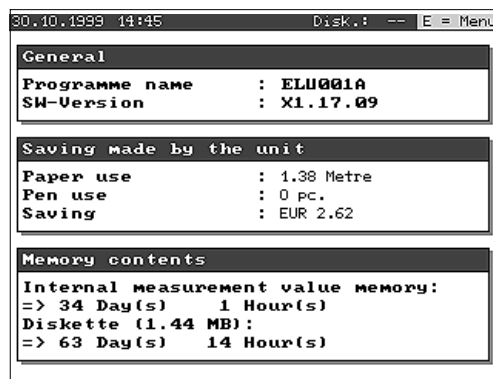 30.10.1999 14:45 Disk.: -- E = Menu
General
Programme name : ELU001A
SW-Version : X1.17.09
Saving made by the unit
Paper use : 1.38 Metre
Pen use : 0 pc.
Saving : EUR 2.62
Memory contents
Internal measurement value memory:
=> 34 Day(s) 1 Hour(s)
Diskette (1.44 MB):
=> 63 Day(s) 14 Hour(s)